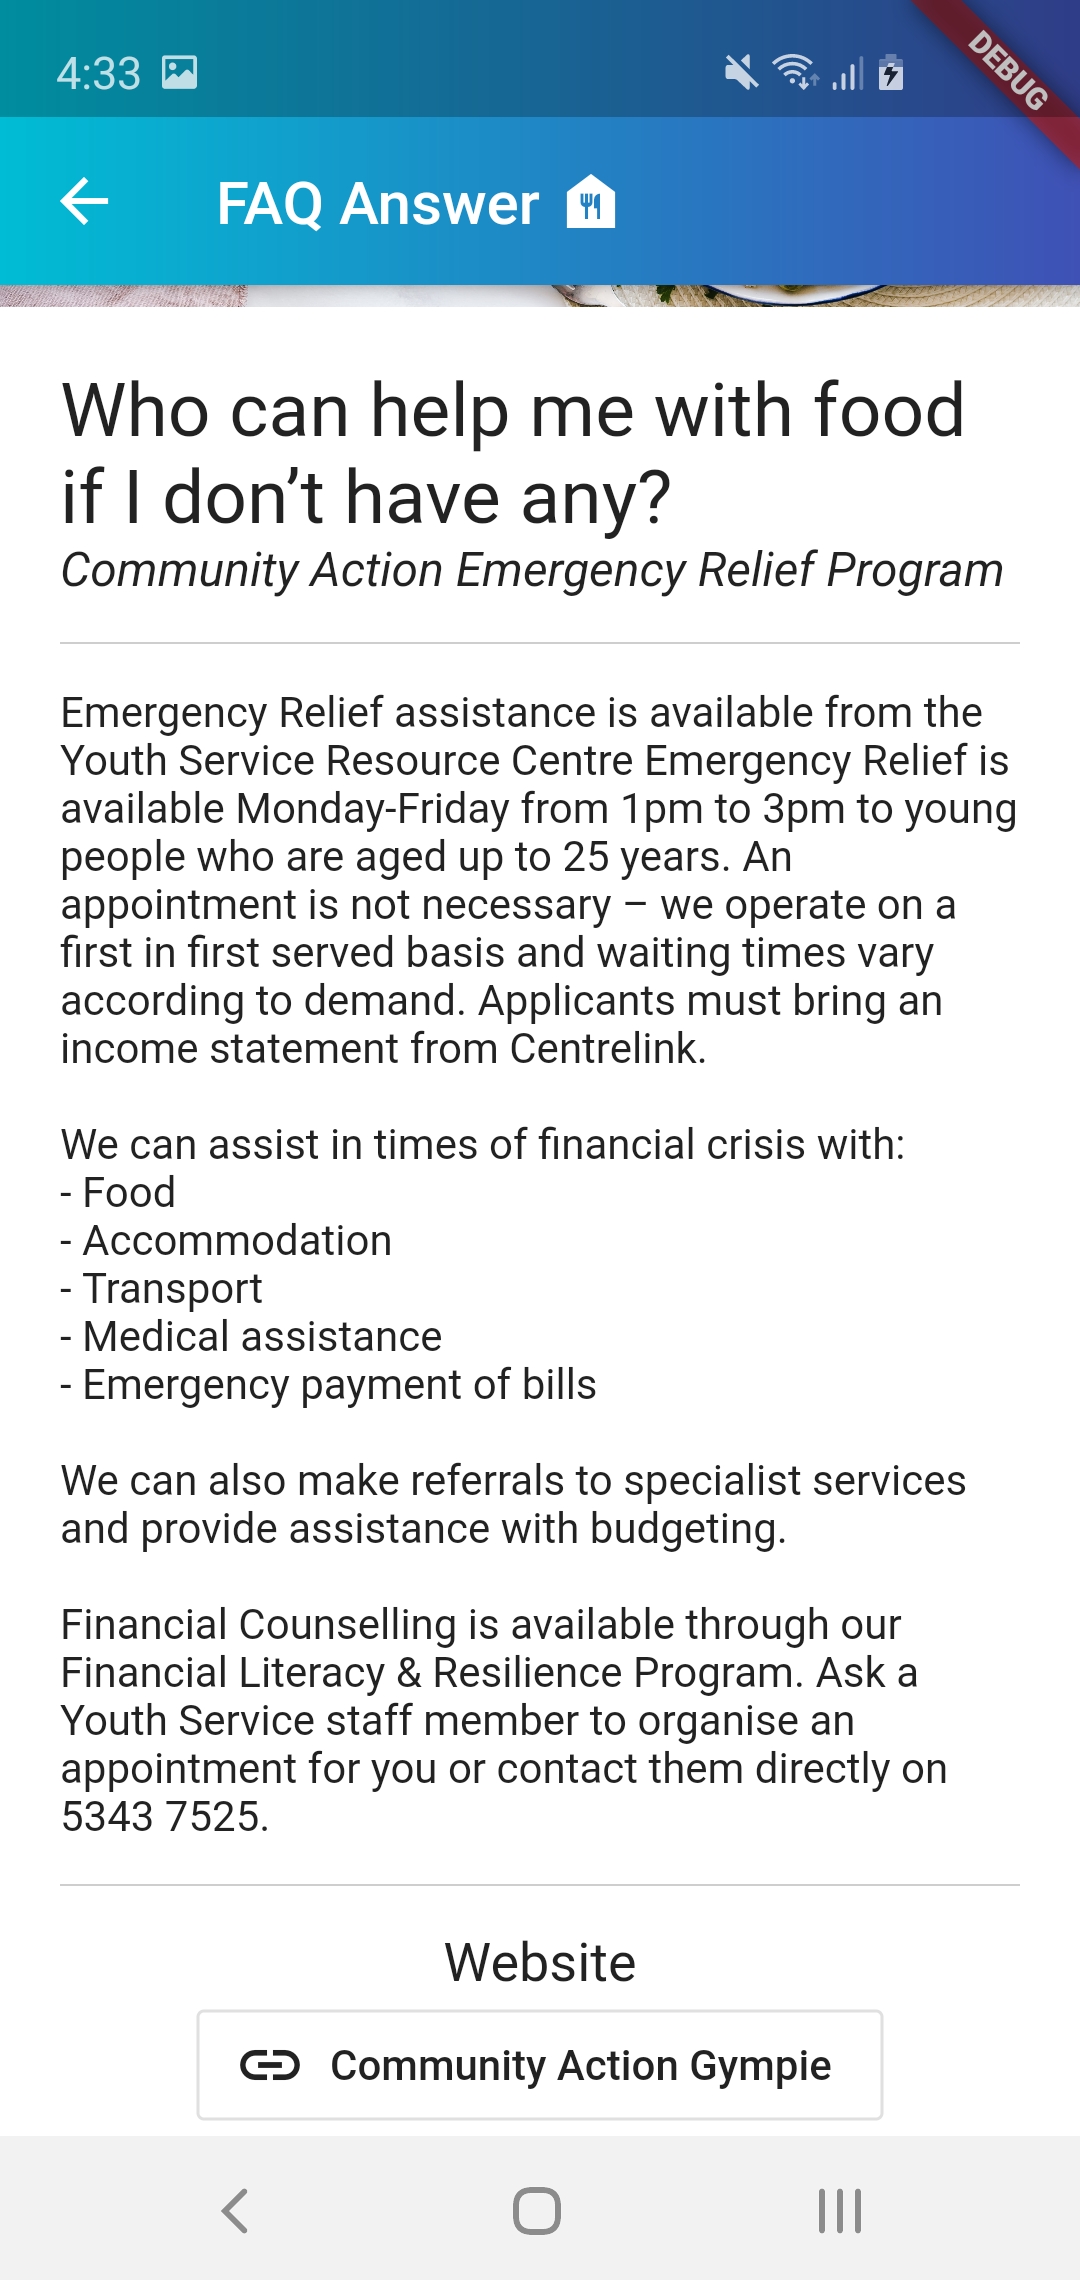 4:33
DEBUG
FAQ Answer
Who can help me with food
if I don’t have any?
Community Action Emergency Relief Program
Emergency Relief assistance is available from the
Youth Service Resource Centre Emergency Relief is
available Monday-Friday from 1pm to 3pm to young
people who are aged up to 25 years. An
appointment is not necessary – we operate on a
first in first served basis and waiting times vary
according to demand. Applicants must bring an
income statement from Centrelink.
We can assist in times of financial crisis with:
- Food
- Accommodation
- Transport
- Medical assistance
- Emergency payment of bills
We can also make referrals to specialist services
and provide assistance with budgeting.
Financial Counselling is available through our
Financial Literacy & Resilience Program. Ask a
Youth Service staff member to organise an
appointment for you or contact them directly on
5343 7525.
Website
Community Action Gympie